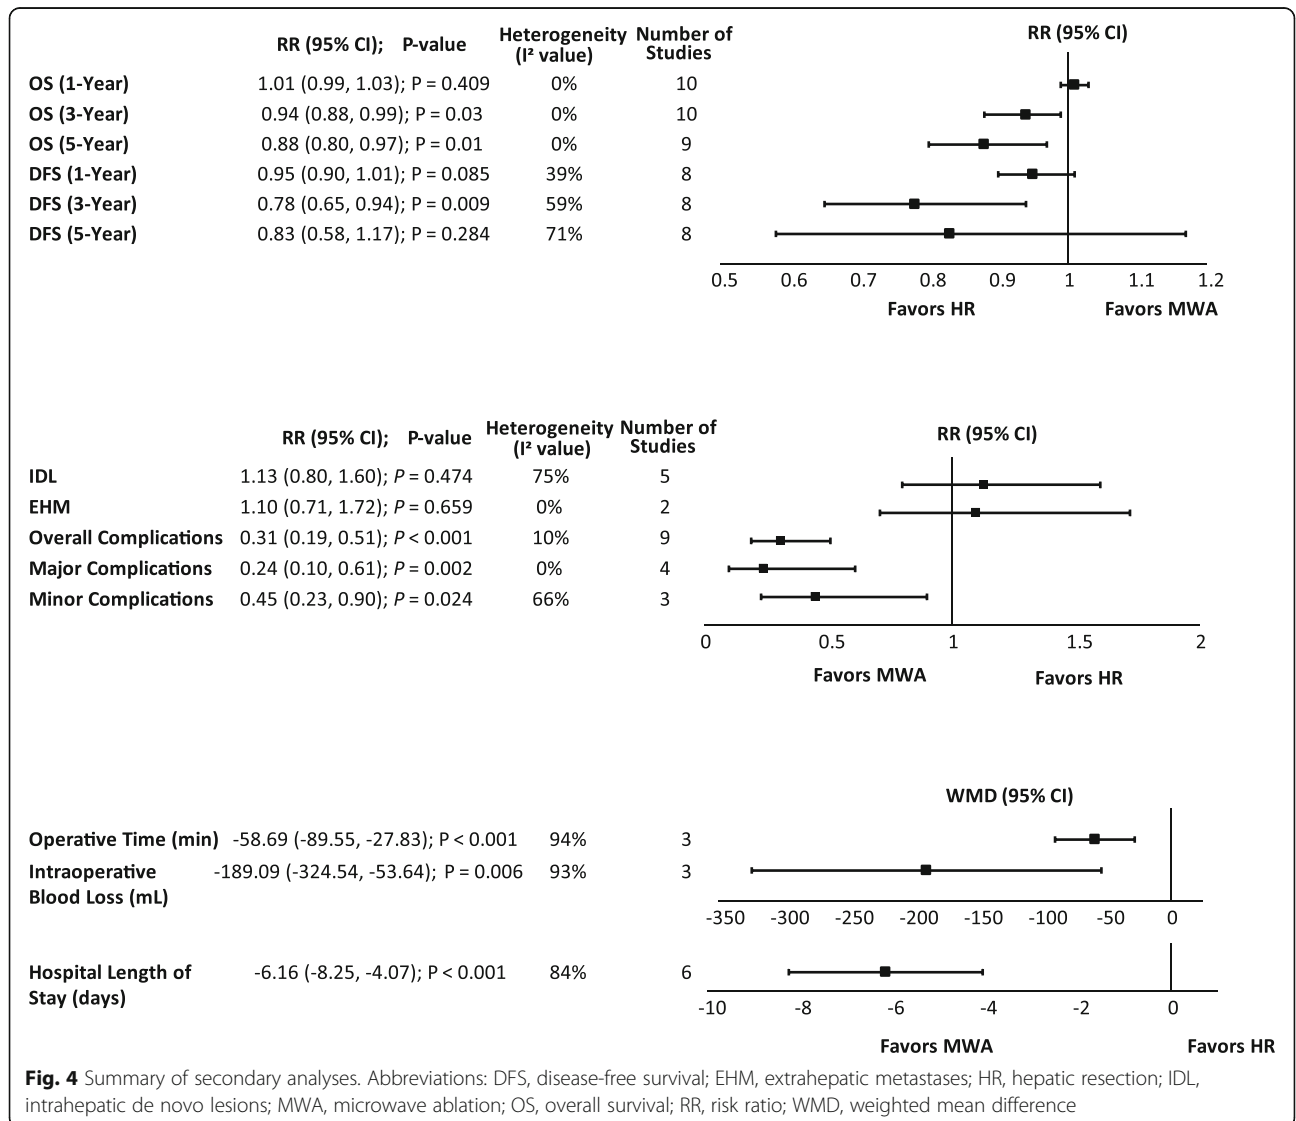 RR (95% CI); P-value Heterogeneity (I² value) Number of Studies RR (95% CI)
OS (1-Year) 1.01 (0.99, 1.03); P = 0.409 0% 10
OS (3-Year) 0.94 (0.88, 0.99); P = 0.03 0% 10
OS (5-Year) 0.88 (0.80, 0.97); P = 0.01 0% 9
DFS (1-Year) 0.95 (0.90, 1.01); P = 0.085 39% 8
DFS (3-Year) 0.78 (0.65, 0.94); P = 0.009 59% 8
DFS (5-Year) 0.83 (0.58, 1.17); P = 0.284 71% 8
0.5 0.6 0.7 0.8 0.9 1 1.1 1.2
Favors HR Favors MWA
RR (95% CI); P-value Heterogeneity (I² value) Number of Studies RR (95% CI)
IDL 1.13 (0.80, 1.60); P = 0.474 75% 5
EHM 1.10 (0.71, 1.72); P = 0.659 0% 2
Overall Complications 0.31 (0.19, 0.51); P < 0.001 10% 9
Major Complications 0.24 (0.10, 0.61); P = 0.002 0% 4
Minor Complications 0.45 (0.23, 0.90); P = 0.024 66% 3
0 0.5 1 1.5 2
Favors MWA Favors HR
WMD (95% CI)
Operative Time (min) -58.69 (-89.55, -27.83); P < 0.001 94% 3
Intraoperative -189.09 (-324.54, -53.64); P = 0.006 93% 3
Blood Loss (mL)
-350 -300 -250 -200 -150 -100 -50 0
Hospital Length of -6.16 (-8.25, -4.07); P < 0.001 84% 6
Stay (days)
-10 -8 -6 -4 -2 0
Favors MWA Favors HR
Fig. 4 Summary of secondary analyses. Abbreviations: DFS, disease-free survival; EHM, extrahepatic metastases; HR, hepatic resection; IDL,
intrahepatic de novo lesions; MWA, microwave ablation; OS, overall survival; RR, risk ratio; WMD, weighted mean difference